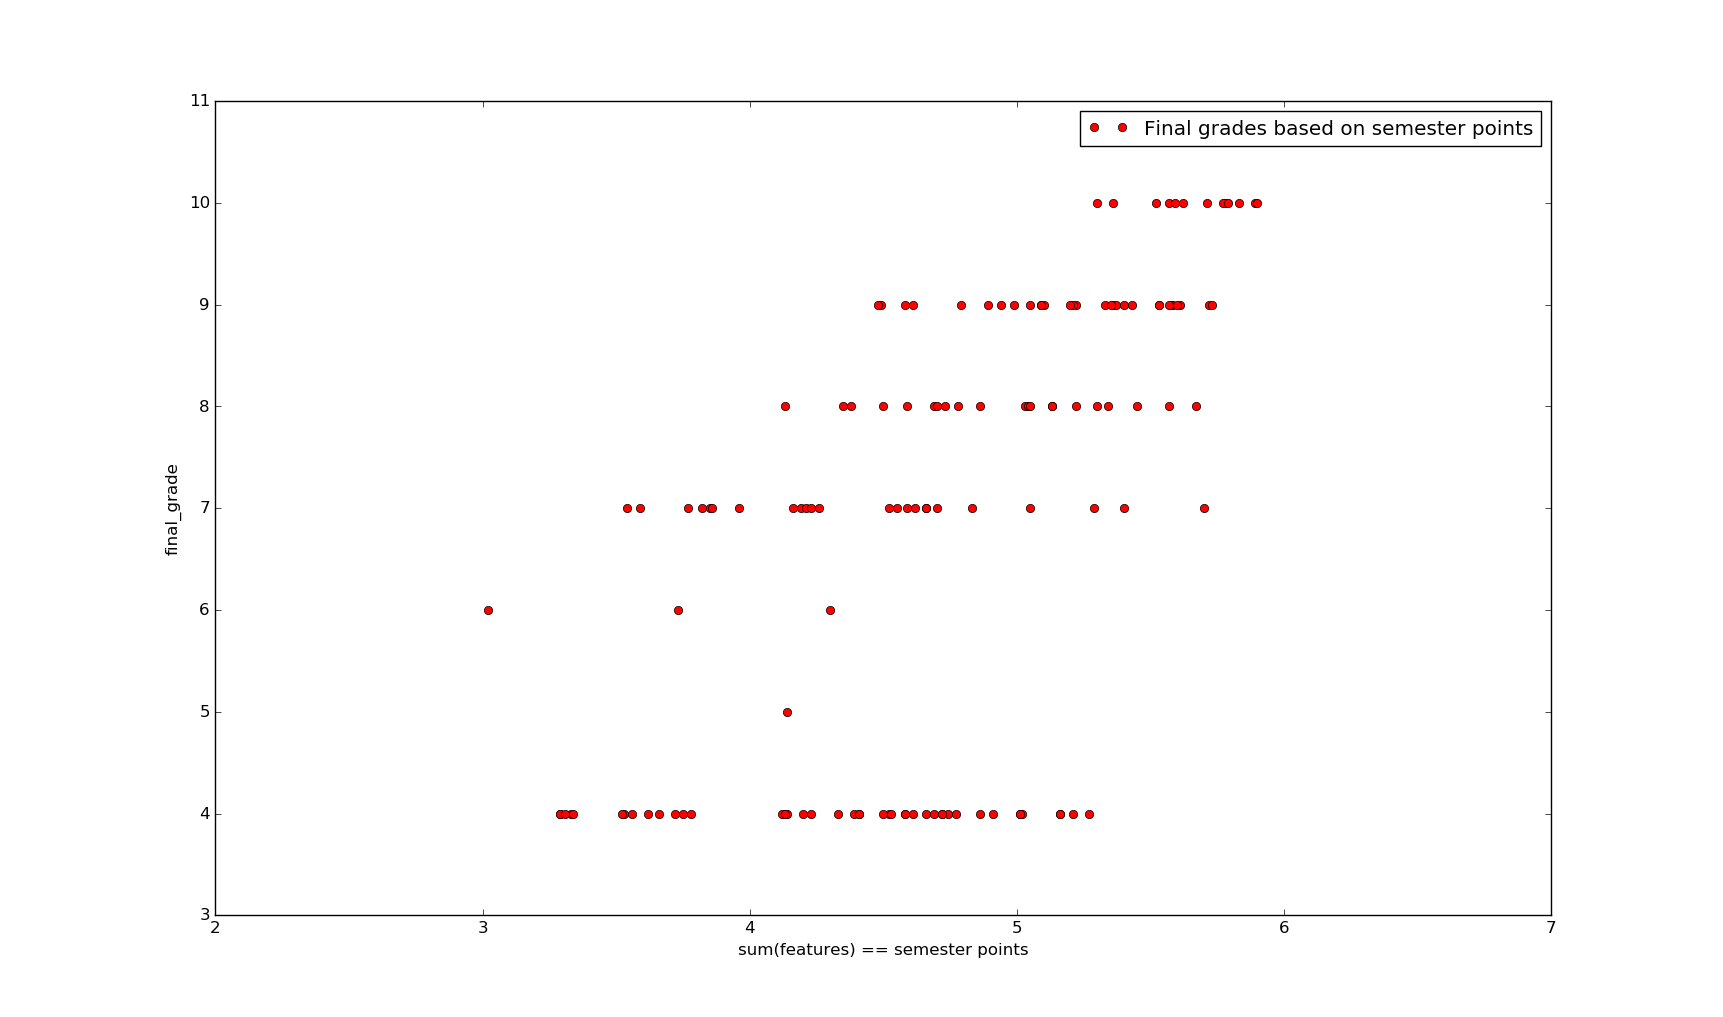 11
Final grades based on semester points
10
9
8
7
6
5
4
3
final_grade
2 3 4 5 6 7
sum(features) == semester points